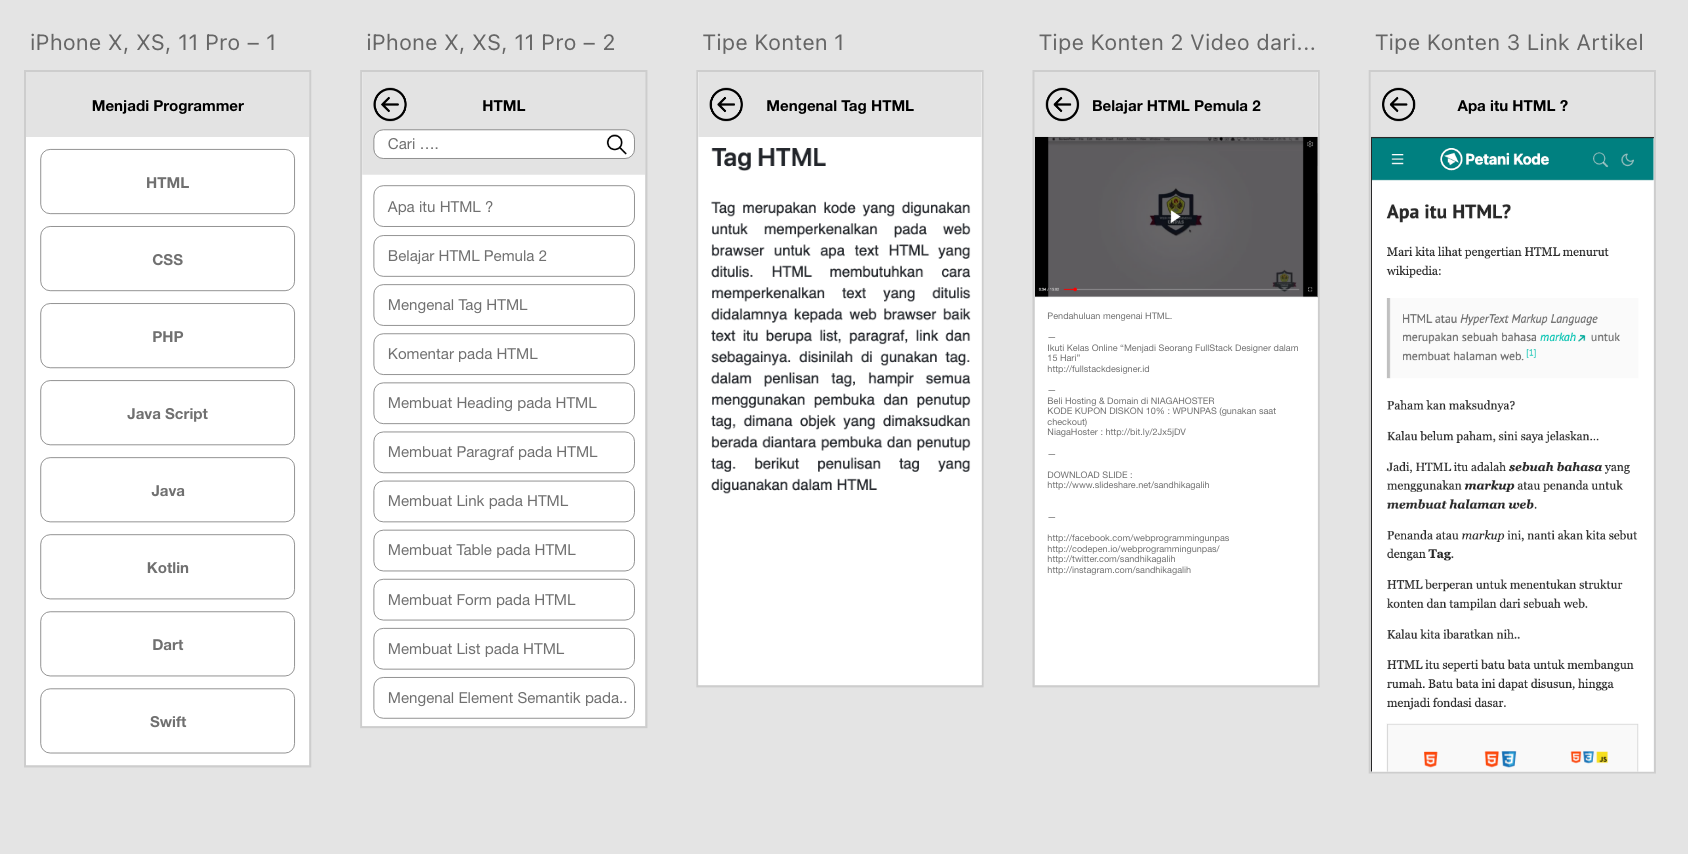 iPhone X, XS, 11 Pro – 1
Menjadi Programmer
HTML
CSS
PHP
Java Script
Java
Kotlin
Dart
Swift
iPhone X, XS, 11 Pro – 2
HTML
Cari ....
Apa itu HTML ?
Belajar HTML Pemula 2
Mengenal Tag HTML
Komentar pada HTML
Membuat Heading pada HTML
Membuat Paragraf pada HTML
Membuat Link pada HTML
Membuat Table pada HTML
Membuat Form pada HTML
Membuat List pada HTML
Mengenal Element Semantik pada..
Tipe Konten 1
Mengenal Tag HTML
Tag HTML
Tag merupakan kode yang digunakan
untuk memperkenalkan pada web
brawser untuk apa text HTML yang
ditulis. HTML membutuhkan cara
memperkenalkan text yang ditulis
didalamnya kepada web brawser baik
text itu berupa list, paragraf, link dan
sebagainya. disinilah di gunakan tag.
dalam penlisan tag, hampir semua
menggunakan pembuka dan penutup
tag, dimana objek yang dimaksudkan
berada diantara pembuka dan penutup
tag. berikut penulisan tag yang
diguanakan dalam HTML
Tipe Konten 2 Video dari...
Belajar HTML Pemula 2
Pendahuluan mengenai HTML.
—
Ikuti Kelas Online “Menjadi Seorang FullStack Designer dalam
15 Hari”
http://fullstackdesigner.id
—
Beli Hosting & Domain di NIAGAHOSTER
KODE KUPON DISKON 10% : WPUNPAS (gunakan saat
checkout)
NiagaHoster : http://bit.ly/2Jx5jDV
—
DOWNLOAD SLIDE :
http://www.slideshare.net/sandhikagalih
—
http://facebook.com/webprogrammingunpas
http://codepen.io/webprogrammingunpas/
http://twitter.com/sandhikagalih
http://instagram.com/sandhikagalih
Tipe Konten 3 Link Artikel
Apa itu HTML ?
Petani Kode
Apa itu HTML?
Mari kita lihat pengertian HTML menurut
wikipedia:
HTML atau HyperText Markup Language
merupakan sebuah bahasa markah untuk
membuat halaman web. [1]
Paham kan maksudnya?
Kalau belum paham, sini saya jelaskan...
Jadi, HTML itu adalah sebuah bahasa yang
menggunakan markup atau penanda untuk
membuat halaman web.
Penanda atau markup ini, nanti akan kita sebut
dengan Tag.
HTML berperan untuk menentukan struktur
konten dan tampilan dari sebuah web.
Kalau kita ibaratkan nih..
HTML itu seperti batu bata untuk membangun
rumah. Batu bata ini dapat disusun, hingga
menjadi fondasi dasar.
5 5 3 5 3 JS